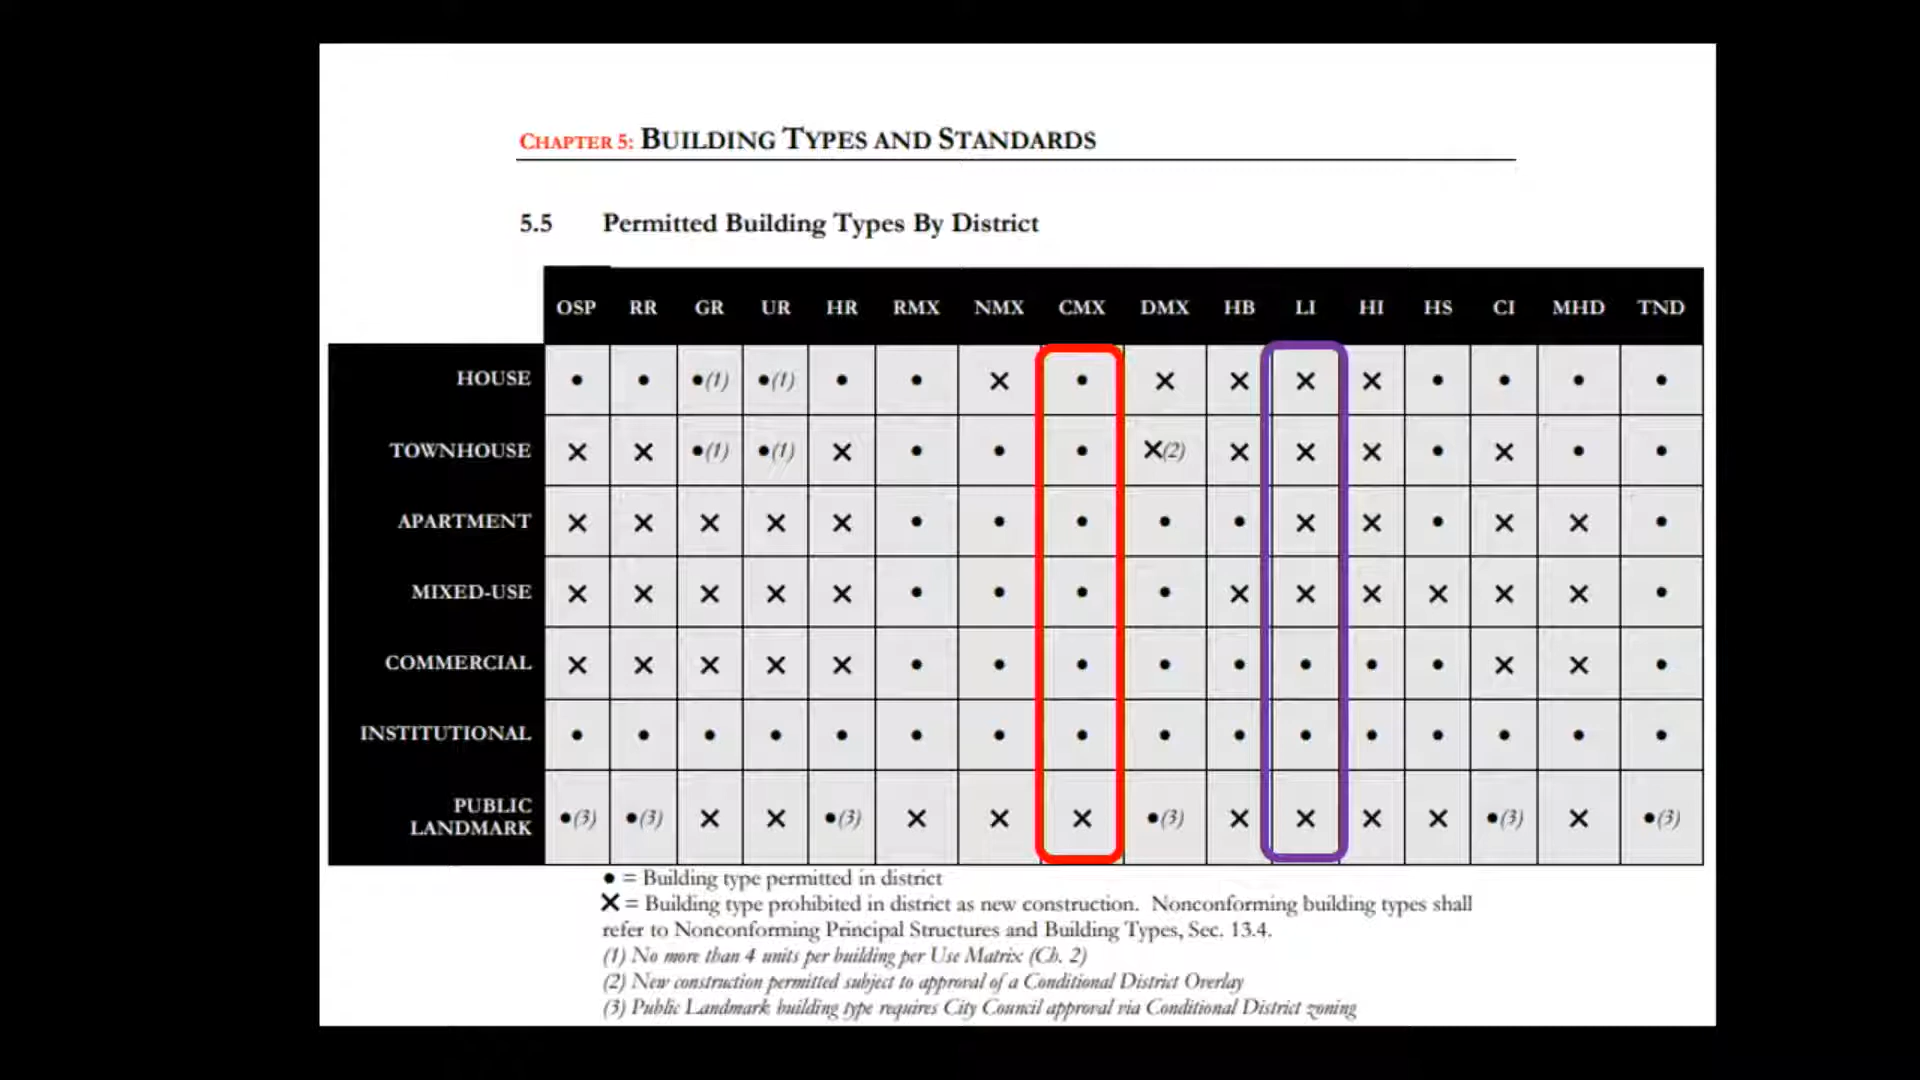 CHAPTER 5: BUILDING TYPES AND STANDARDS
5.5 Permitted Building Types By District
OSP RR GR UR HR RMX NMX CMX DMX HB LI HI HS CI MHD TND
HOUSE • • •(1) •(1) • • ✕ • ✕ ✕ ✕ ✕ • • • •
TOWNHOUSE ✕ ✕ •(1) •(1) ✕ • • • ✕(2) ✕ ✕ ✕ • ✕ • •
APARTMENT ✕ ✕ ✕ ✕ ✕ • • • • • ✕ ✕ • ✕ ✕ •
MIXED-USE ✕ ✕ ✕ ✕ ✕ • • • • ✕ ✕ ✕ ✕ ✕ ✕ •
COMMERCIAL ✕ ✕ ✕ ✕ ✕ • • • • • • • • ✕ ✕ •
INSTITUTIONAL • • • • • • • • • • • • • • • •
PUBLIC
LANDMARK •(3) •(3) ✕ ✕ •(3) ✕ ✕ ✕ •(3) ✕ ✕ ✕ ✕ •(3) ✕ •(3)
• = Building type permitted in district
✕ = Building type prohibited in district as new construction. Nonconforming building types shall
refer to Nonconforming Principal Structures and Building Types, Sec. 13.4.
(1) No more than 4 units per building per Use Matrix (Ch. 2)
(2) New construction permitted subject to approval of a Conditional District Overlay
(3) Public Landmark building type requires City Council approval via Conditional District zoning